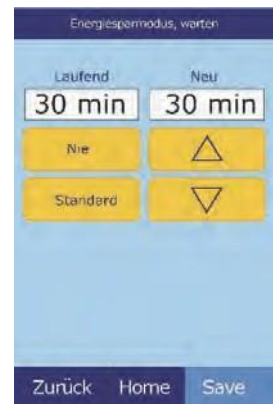 Energiesparmodus, warten
Laufend Neu
30 min 30 min
Nie
Standard
Zurück Home Save